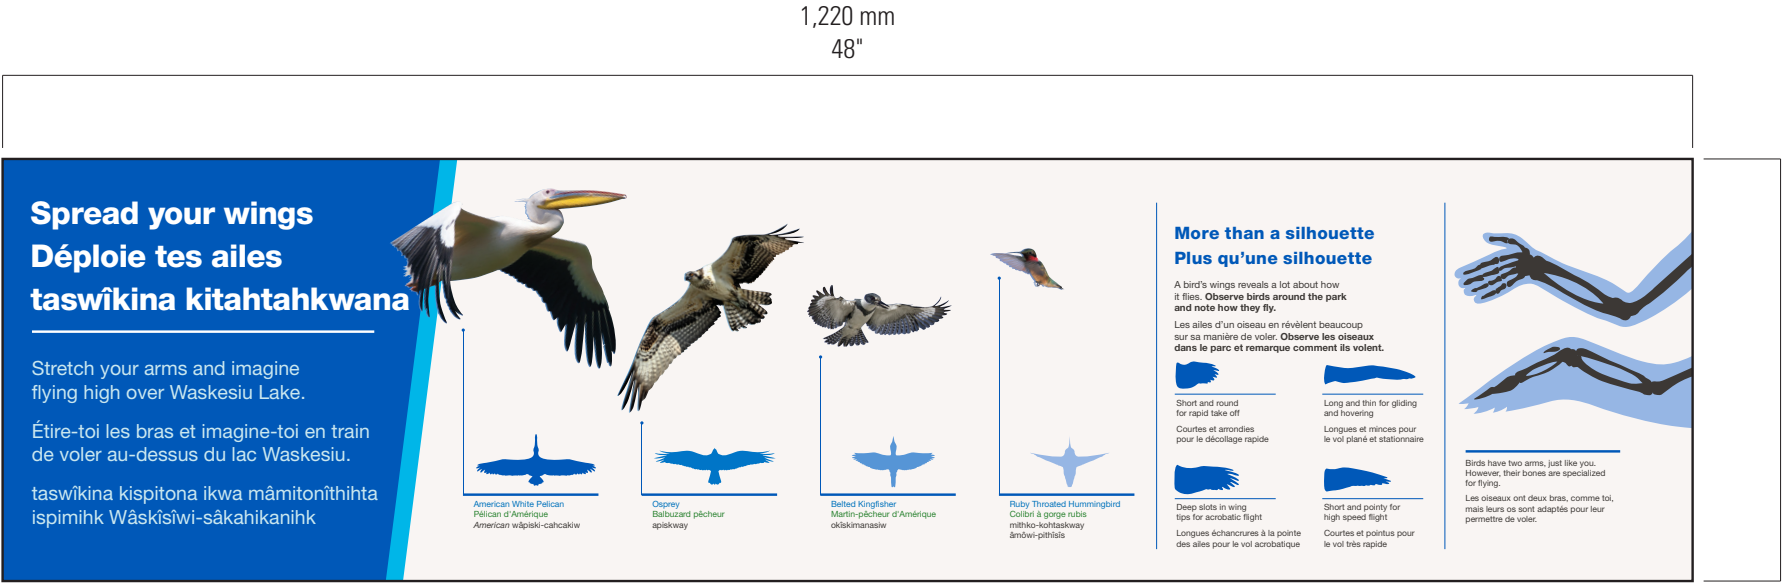 1,220 mm
48"
Spread your wings
Déploie tes ailes
taswîkina kitahtahkwana
Stretch your arms and imagine
flying high over Waskesiu Lake.
Étire-toi les bras et imagine-toi en train
de voler au-dessus du lac Waskesiu.
taswîkina kispitona ikwa mâmitonîthihta
ispimihk Wâskîsîwi-sâkahikanihk
American White Pelican
Pélican d'Amérique
American wâpiski-cahcakiw
Osprey
Balbuzard pêcheur
apiskway
Belted Kingfisher
Martin-pêcheur d'Amérique
okîskimanasiw
Ruby Throated Hummingbird
Colibri à gorge rubis
mithko-kohtaskway
âmôwi-pithîsîs
More than a silhouette
Plus qu'une silhouette
A bird's wings reveals a lot about how
it flies. Observe birds around the park
and note how they fly.
Les ailes d'un oiseau en révèlent beaucoup
sur sa manière de voler. Observe les oiseaux
dans le parc et remarque comment ils volent.
Short and round
for rapid take off
Courtes et arrondies
pour le décollage rapide
Long and thin for gliding
and hovering
Longues et minces pour
le vol plané et stationnaire
Deep slots in wing
tips for acrobatic flight
Longues échancrures à la pointe
des ailes pour le vol acrobatique
Short and pointy for
high speed flight
Courtes et pointus pour
le vol très rapide
Birds have two arms, just like you.
However, their bones are specialized
for flying.
Les oiseaux ont deux bras, comme toi,
mais leurs os sont adaptés pour leur
permettre de voler.